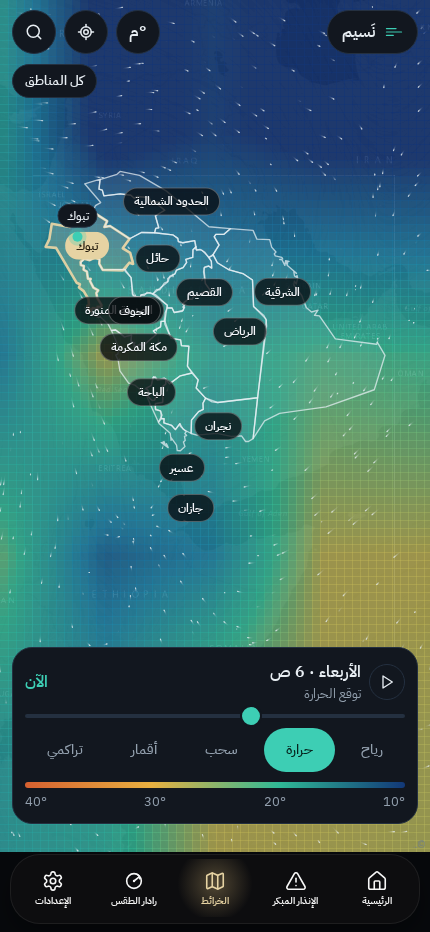 نَسيم
°م
كل المناطق
الحدود الشمالية
تبوك
تبوك
حائل
القصيم
الشرقية
المنورة
الجوف
الرياض
مكة المكرمة
الباحة
نجران
عسير
جازان
ETHIOPIA
الأربعاء · 6 ص
الآن
توقع الحرارة
رياح
حرارة
سحب
أقمار
تراكمي
40° 30° 20° 10°
الرئيسية
الإنذار المبكر
الخرائط
رادار الطقس
الإعدادات